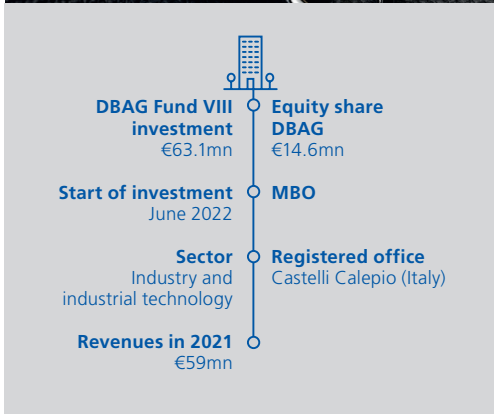 DBAG Fund VIII
investment
€63.1mn
Equity share
DBAG
€14.6mn
Start of investment
June 2022
MBO
Sector
Industry and
industrial technology
Registered office
Castelli Calepio (Italy)
Revenues in 2021
€59mn